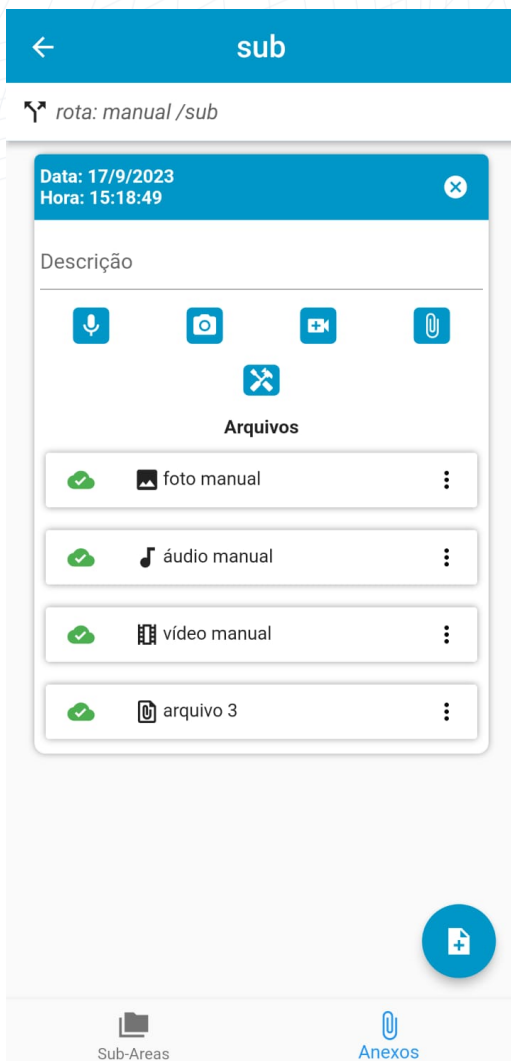 sub
rota: manual /sub
Data: 17/9/2023
Hora: 15:18:49
Descrição
Arquivos
foto manual
áudio manual
vídeo manual
arquivo 3
Sub-Areas
Anexos